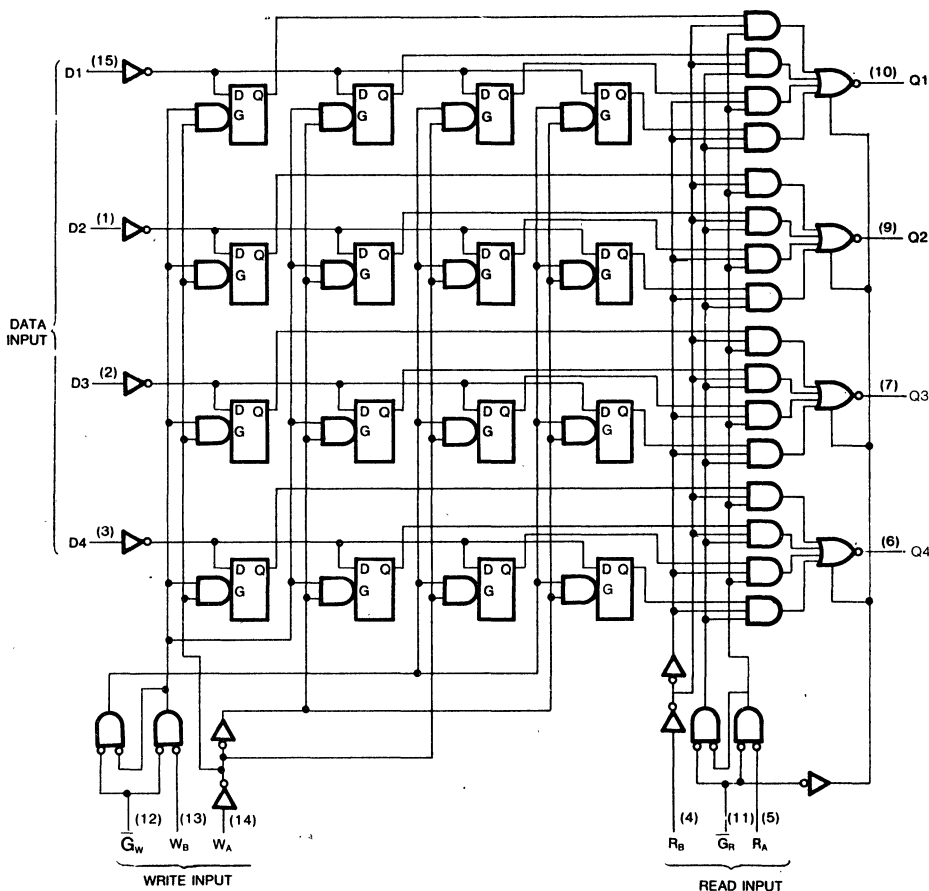 DATA
INPUT
D1 (15)
D Q
G
D Q
G
D Q
G
D Q
G
(10) Q1
D2 (1)
D Q
G
D Q
G
D Q
G
D Q
G
(9) Q2
D3 (2)
D Q
G
D Q
G
D Q
G
D Q
G
(7) Q3
D4 (3)
D Q
G
D Q
G
D Q
G
D Q
G
(6) Q4
(12) (13) (14) (4) (11) (5)
G̅W WB WA RB G̅R RA
WRITE INPUT
READ INPUT